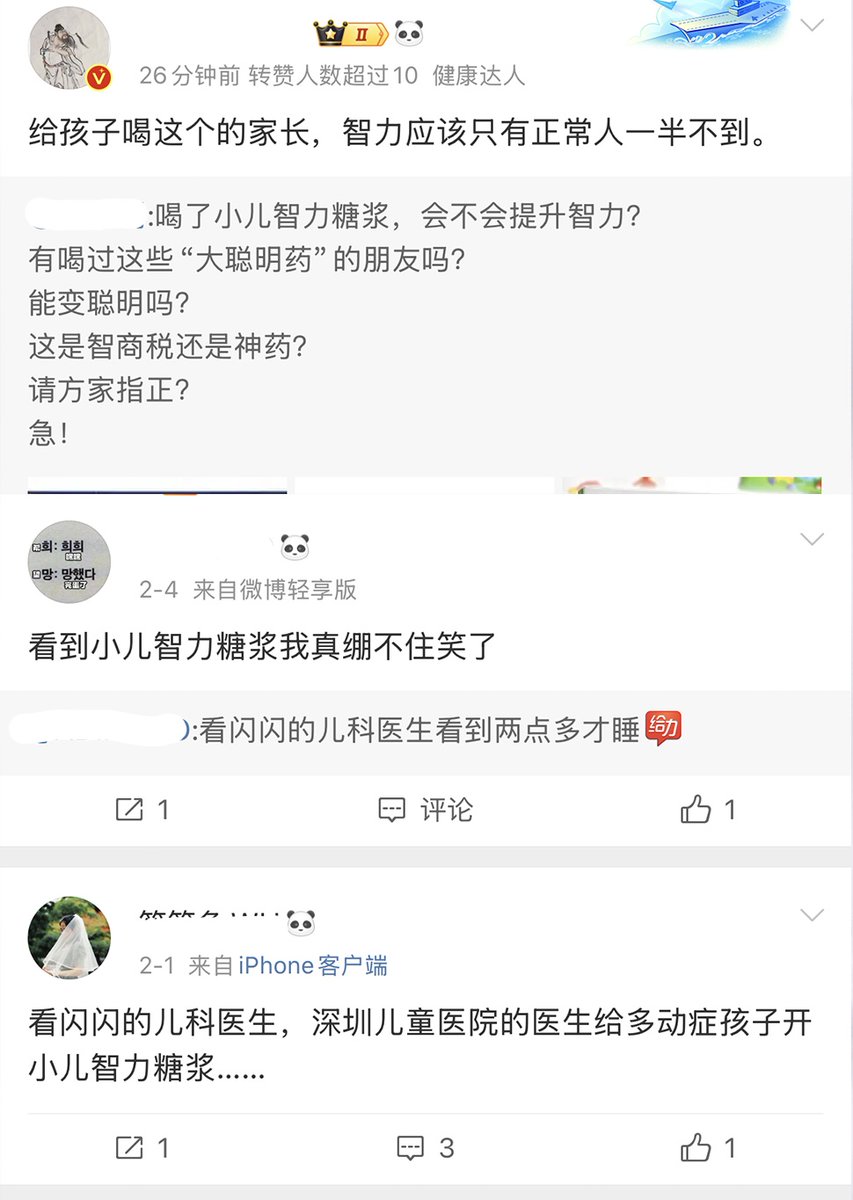 II
V
26分钟前 转赞人数超过10 健康达人
给孩子喝这个的家长，智力应该只有正常人一半不到。
:喝了小儿智力糖浆，会不会提升智力？
有喝过这些“大聪明药”的朋友吗？
能变聪明吗？
这是智商税还是神药？
请方家指正？
急！
희: 희희
망: 망했다
2-4 来自微博轻享版
看到小儿智力糖浆我真绷不住笑了
):看闪闪的儿科医生看到两点多才睡
给力
1 评论 1
2-1 来自iPhone客户端
看闪闪的儿科医生，深圳儿童医院的医生给多动症孩子开
小儿智力糖浆……
1 3 1